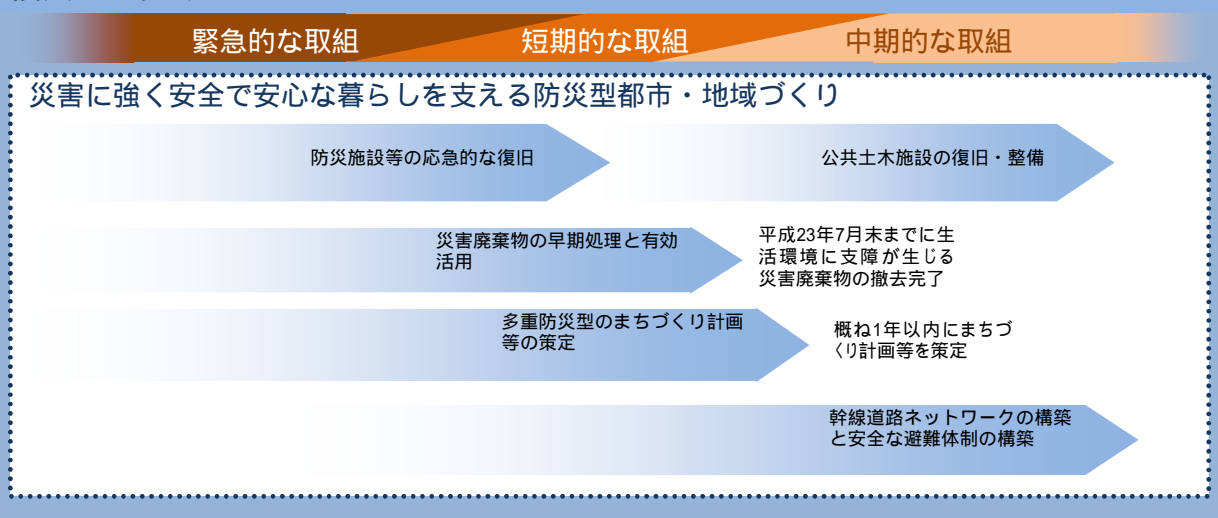 緊急的な取組
短期的な取組
中期的な取組
災害に強く安全で安心な暮らしを支える防災型都市・地域づくり
防災施設等の応急的な復旧
公共土木施設の復旧・整備
災害廃棄物の早期処理と有効
活用
平成23年7月末までに生
活環境に支障が生じる
災害廃棄物の撤去完了
多重防災型のまちづくり計画
等の策定
概ね1年以内にまちづ
くり計画等を策定
幹線道路ネットワークの構築
と安全な避難体制の構築